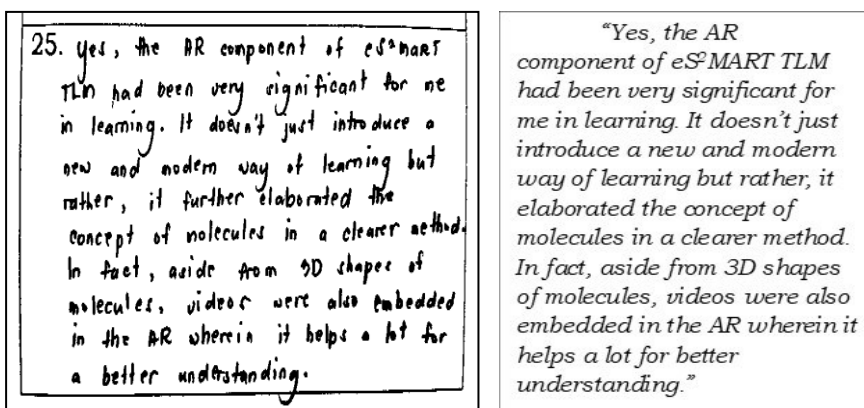 25. Yes, the AR component of eS²MART
TLM had been very significant for me
in learning. It doesn't just introduce a
new and modern way of learning but
rather, it further elaborated the
concept of molecules in a clearer method.
In fact, aside from 3D shapes of
molecules, videos were also embedded
in the AR wherein it helps a lot for
a better understanding.
"Yes, the AR
component of eS²MART TLM
had been very significant for
me in learning. It doesn't just
introduce a new and modern
way of learning but rather, it
elaborated the concept of
molecules in a clearer method.
In fact, aside from 3D shapes
of molecules, videos were also
embedded in the AR wherein it
helps a lot for better
understanding."